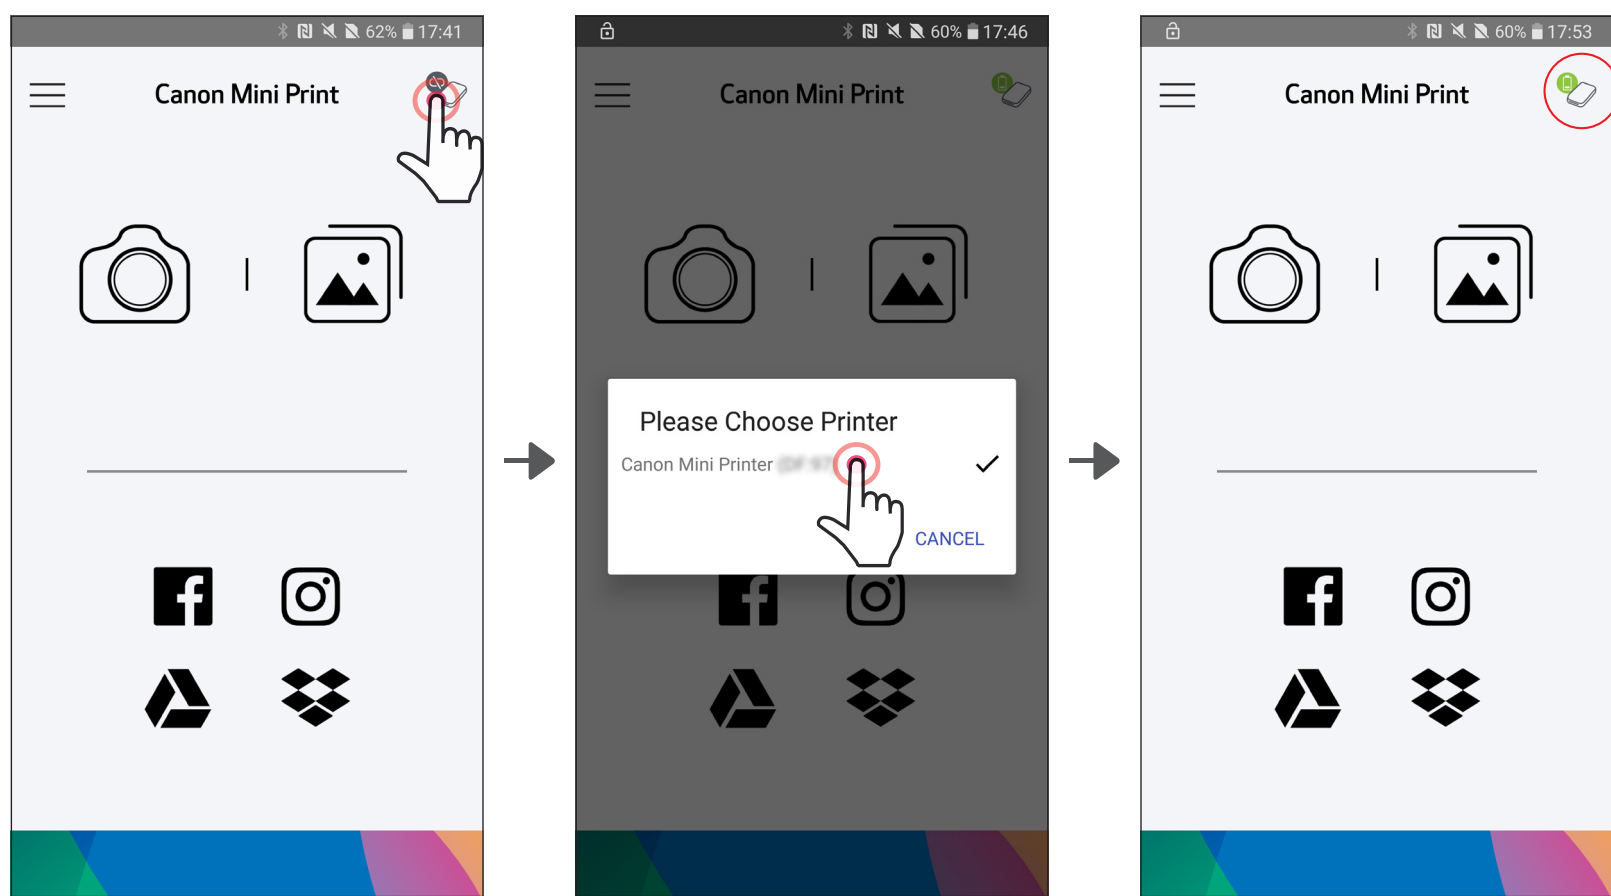 62% 17:41
Canon Mini Print
60% 17:46
Canon Mini Print
Please Choose Printer
Canon Mini Printer
CANCEL
60% 17:53
Canon Mini Print